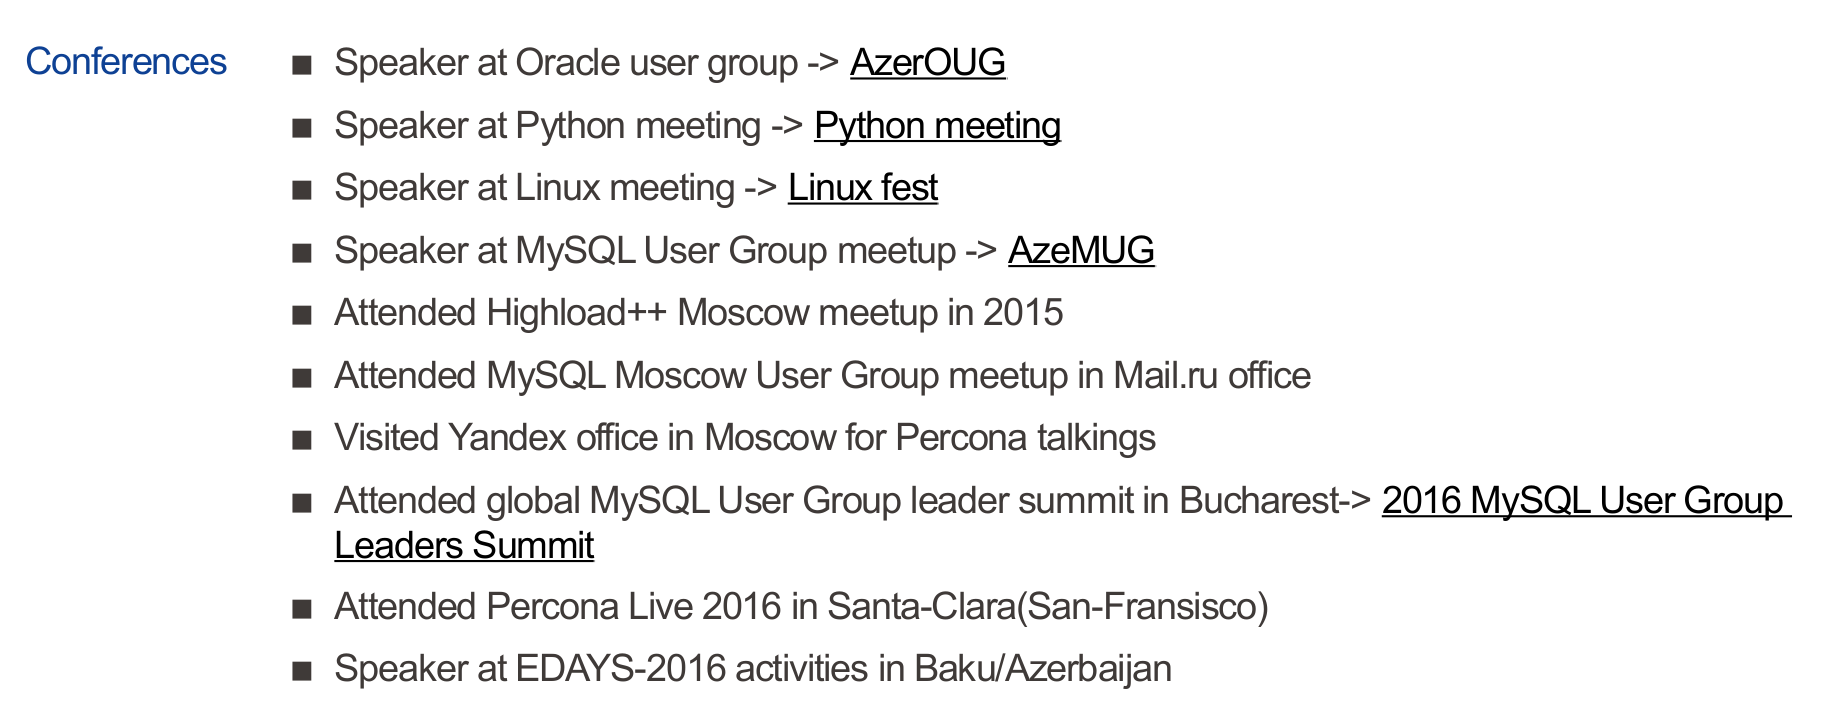 Conferences
■ Speaker at Oracle user group -> AzerOUG
■ Speaker at Python meeting -> Python meeting
■ Speaker at Linux meeting -> Linux fest
■ Speaker at MySQL User Group meetup -> AzeMUG
■ Attended Highload++ Moscow meetup in 2015
■ Attended MySQL Moscow User Group meetup in Mail.ru office
■ Visited Yandex office in Moscow for Percona talkings
■ Attended global MySQL User Group leader summit in Bucharest-> 2016 MySQL User Group
Leaders Summit
■ Attended Percona Live 2016 in Santa-Clara(San-Fransisco)
■ Speaker at EDAYS-2016 activities in Baku/Azerbaijan